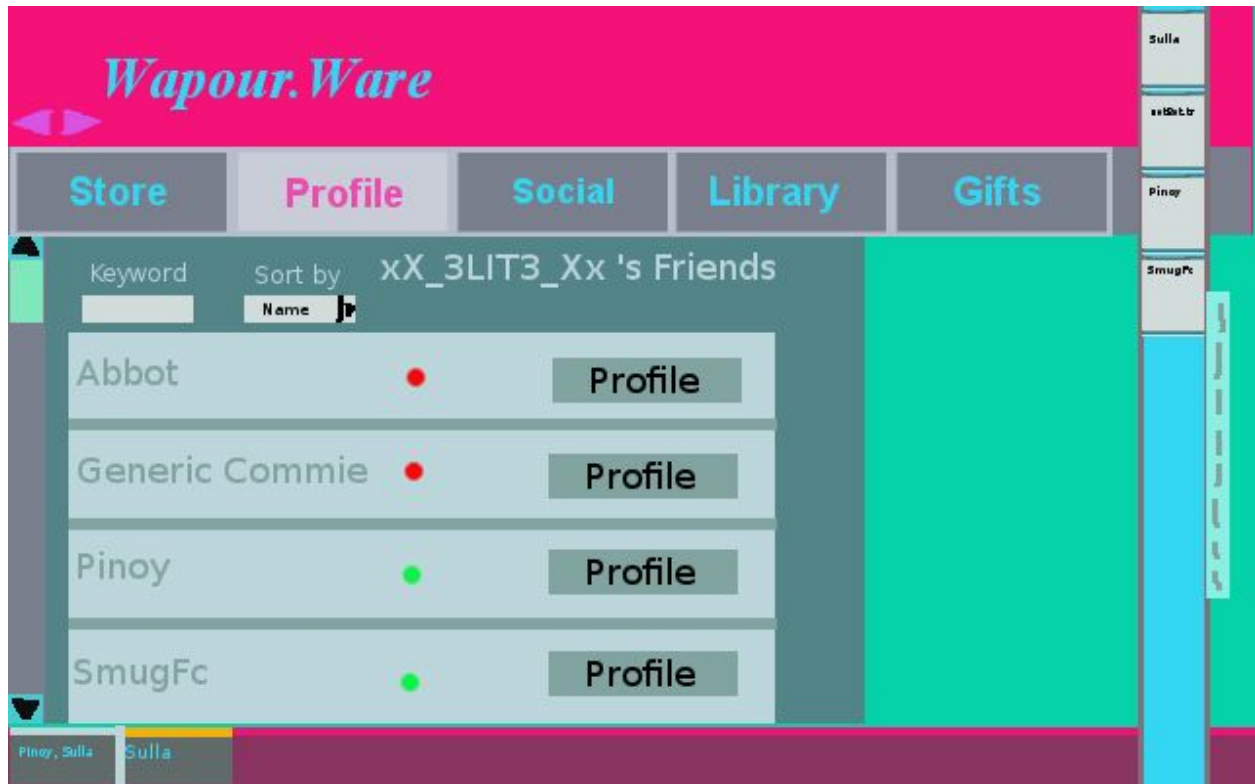 Wapour.Ware
Store Profile Social Library Gifts
Keyword Sort by xX_3LIT3_Xx 's Friends
Name
Abbot Profile
Generic Commie Profile
Pinoy Profile
SmugFc Profile
Pinoy, Sulla Sulla
Sulla
Pinoy
SmugFc